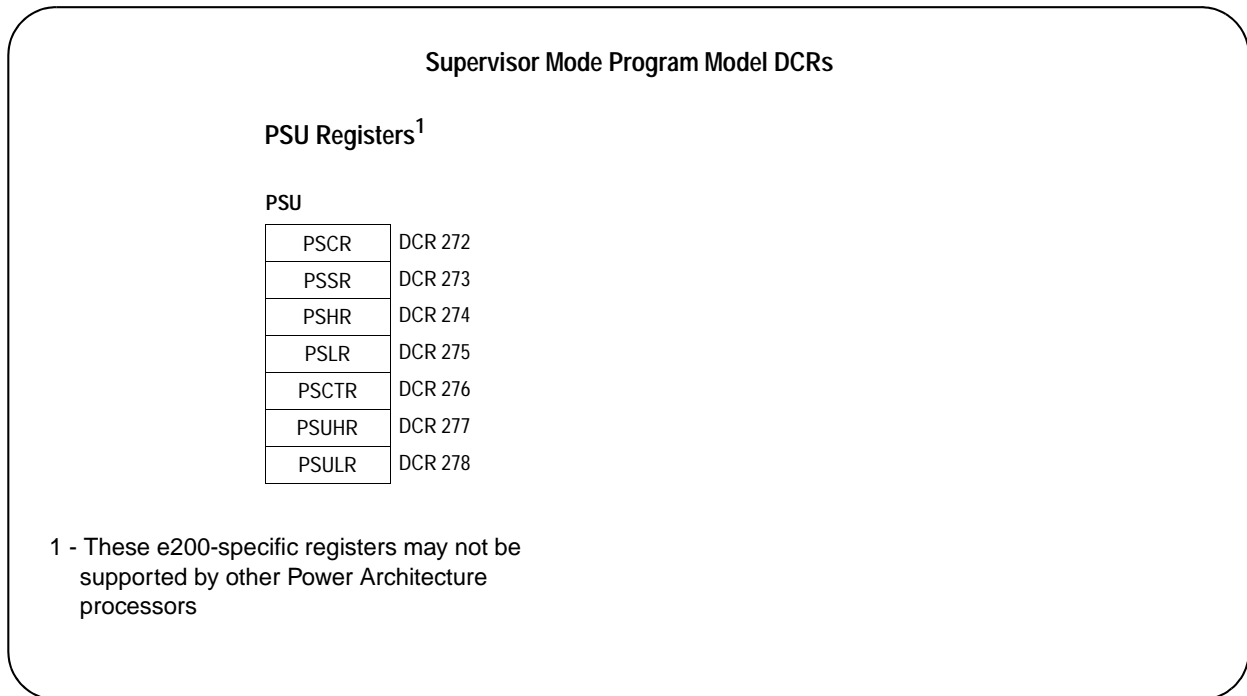 Supervisor Mode Program Model DCRs
PSU Registers1
PSU
PSCR DCR 272
PSSR DCR 273
PSHR DCR 274
PSLR DCR 275
PSCTR DCR 276
PSUHR DCR 277
PSULR DCR 278
1 - These e200-specific registers may not be
supported by other Power Architecture
processors